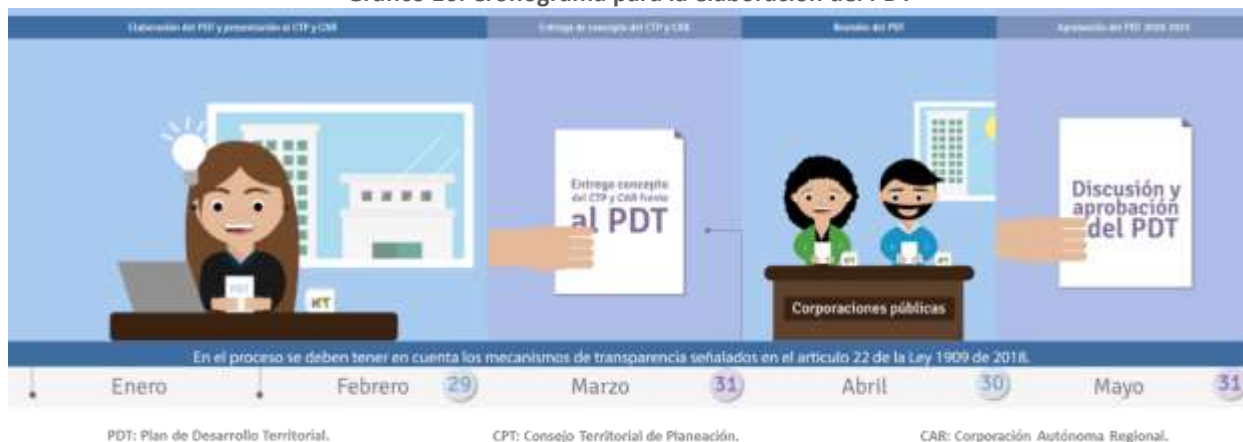 Gráfico 10. Cronograma para la elaboración del PDT
Elaboración del PDT y presentación al CTP y CAR
Entrega de concepto del CTP y CAR
Revisión del PDT
Aprobación del PDT 2020-2023
Entrega concepto
del CTP y CAR frente
al PDT
Discusión y
aprobación
del PDT
PDT
KT
KT
KT
Corporaciones públicas
En el proceso se deben tener en cuenta los mecanismos de transparencia señalados en el artículo 22 de la Ley 1909 de 2018.
Enero
Febrero 29
Marzo 31
Abril 30
Mayo 31
PDT: Plan de Desarrollo Territorial.
CPT: Consejo Territorial de Planeación.
CAR: Corporación Autónoma Regional.